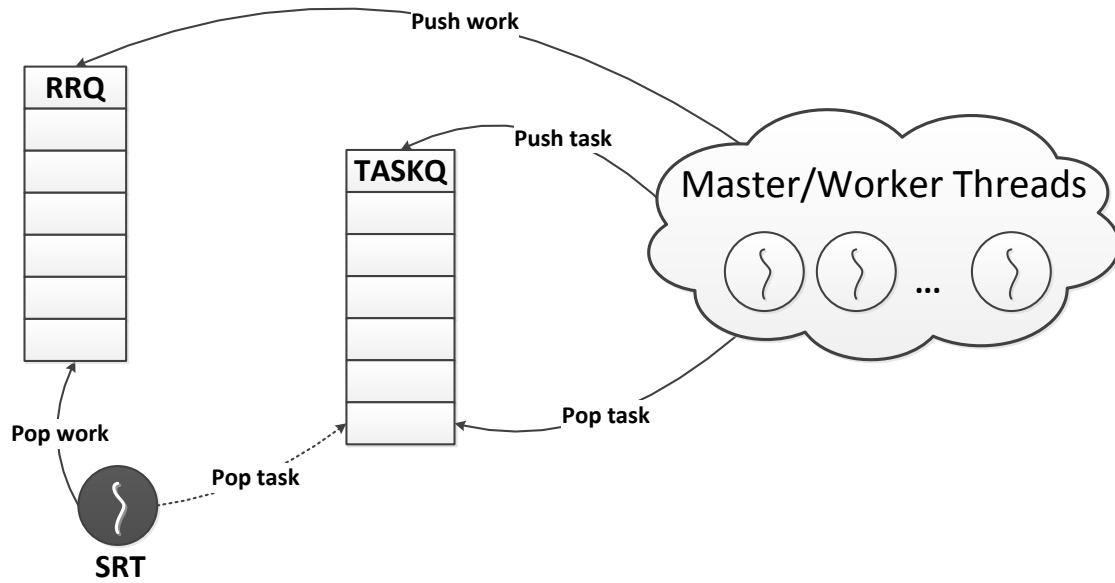 Push work
RRQ
Push task
TASKQ
Master/Worker Threads
...
Pop task
Pop work
Pop task
SRT